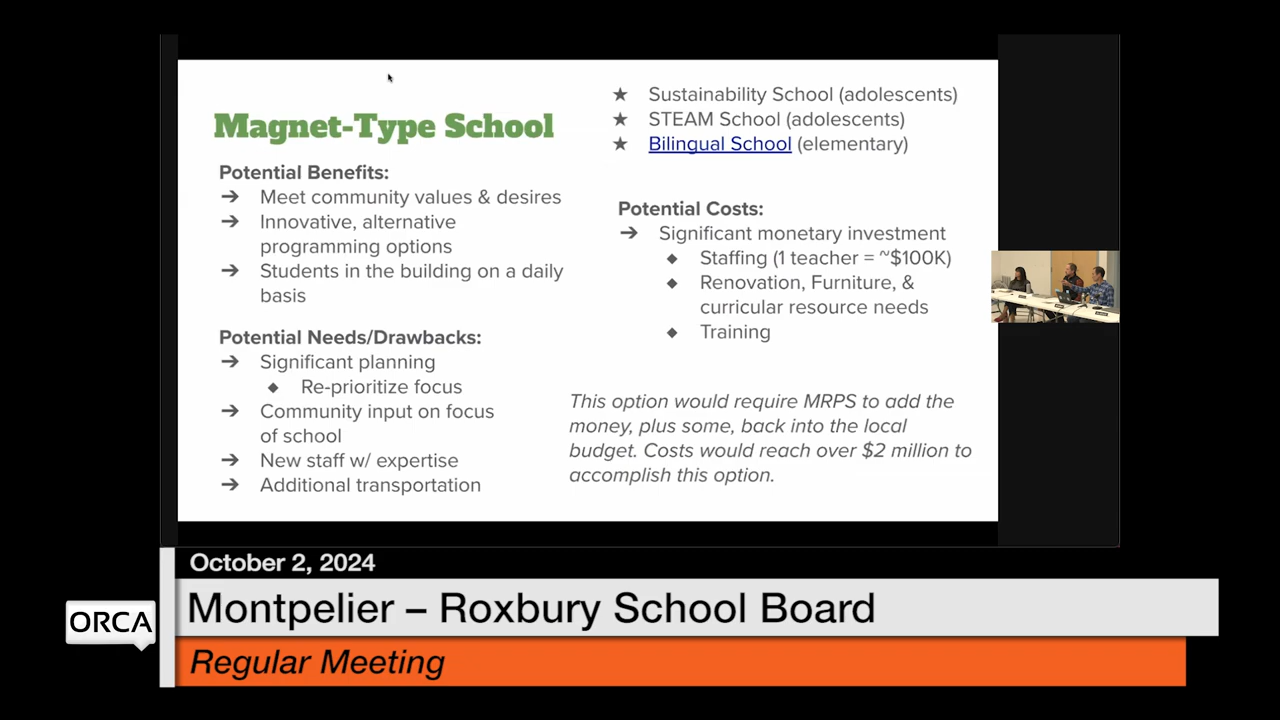 Magnet-Type School
Potential Benefits:
➔ Meet community values & desires
➔ Innovative, alternative
programming options
➔ Students in the building on a daily
basis
Potential Needs/Drawbacks:
➔ Significant planning
◆ Re-prioritize focus
➔ Community input on focus
of school
➔ New staff w/ expertise
➔ Additional transportation
★ Sustainability School (adolescents)
★ STEAM School (adolescents)
★ Bilingual School (elementary)
Potential Costs:
➔ Significant monetary investment
◆ Staffing (1 teacher = ~$100K)
◆ Renovation, Furniture, &
curricular resource needs
◆ Training
This option would require MRPS to add the
money, plus some, back into the local
budget. Costs would reach over $2 million to
accomplish this option.
October 2, 2024
ORCA
Montpelier – Roxbury School Board
Regular Meeting